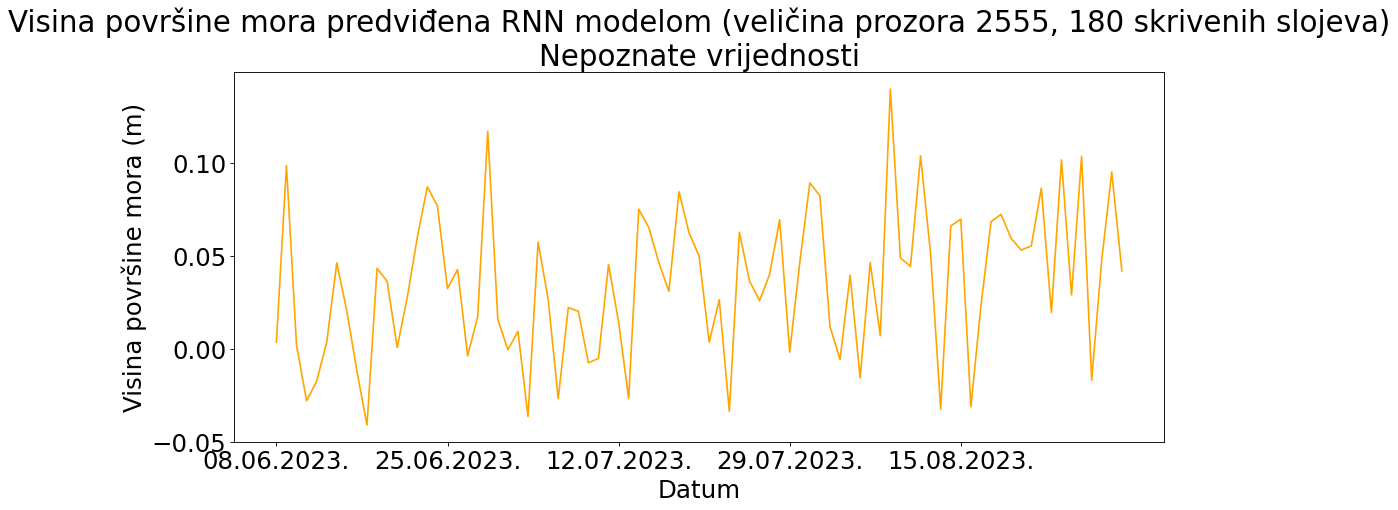 Visina površine mora predviđena RNN modelom (veličina prozora 2555, 180 skrivenih slojeva)
Nepoznate vrijednosti
Visina površine mora (m)
0.10
0.05
0.00
−0.05
08.06.2023. 25.06.2023. 12.07.2023. 29.07.2023. 15.08.2023.
Datum